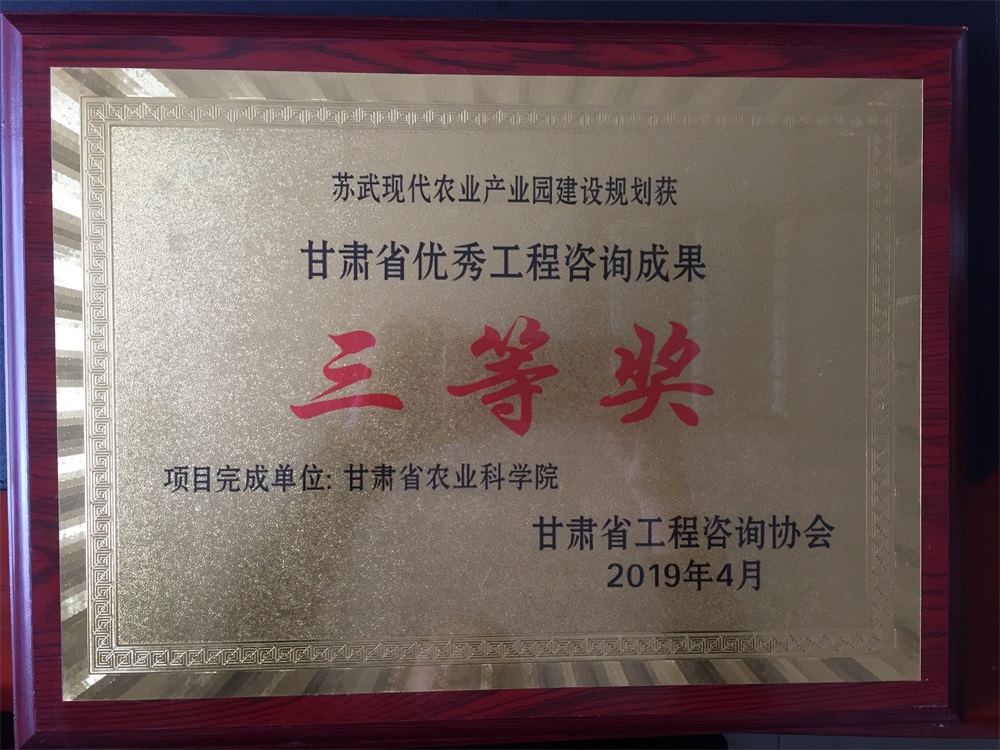 苏武现代农业产业园建设规划获
甘肃省优秀工程咨询成果
三等奖
项目完成单位: 甘肃省农业科学院
甘肃省工程咨询协会
2019年4月